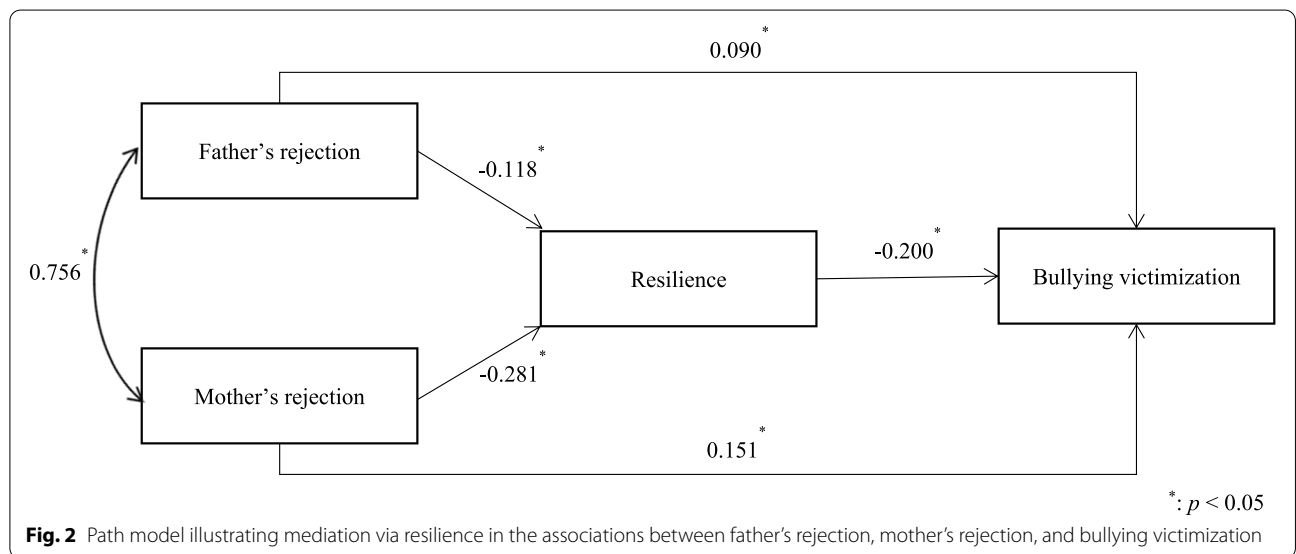 0.090*
Father's rejection
-0.118*
0.756*
Resilience
-0.200*
Bullying victimization
-0.281*
Mother's rejection
0.151*
*: p < 0.05
Fig. 2 Path model illustrating mediation via resilience in the associations between father's rejection, mother's rejection, and bullying victimization